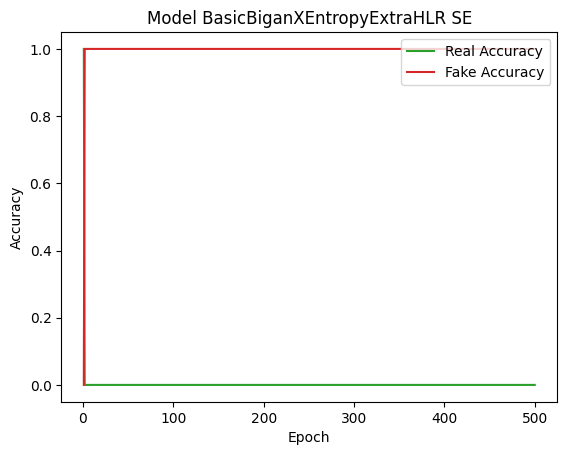 Model BasicBiganXEntropyExtraHLR SE
Real Accuracy
Fake Accuracy
Accuracy
1.0
0.8
0.6
0.4
0.2
0.0
0 100 200 300 400 500
Epoch